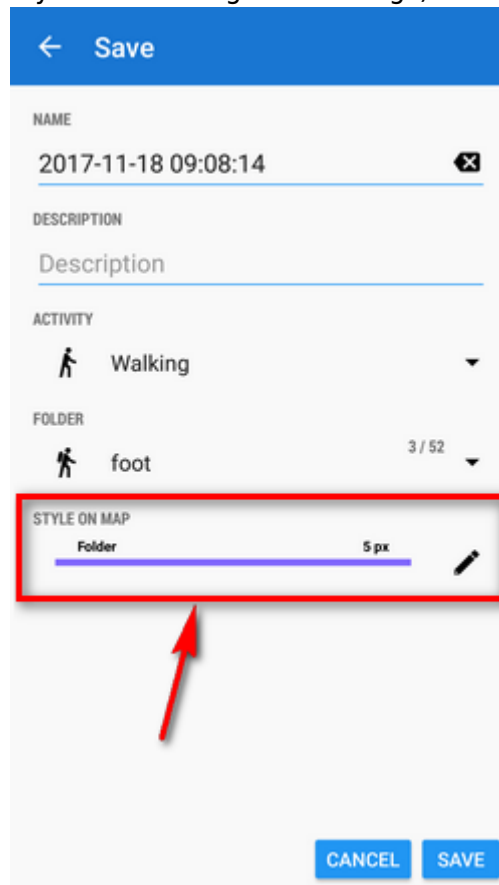 Save
NAME
2017-11-18 09:08:14
DESCRIPTION
Description
ACTIVITY
Walking
FOLDER
foot
3 / 52
STYLE ON MAP
Folder 5 px
CANCEL SAVE